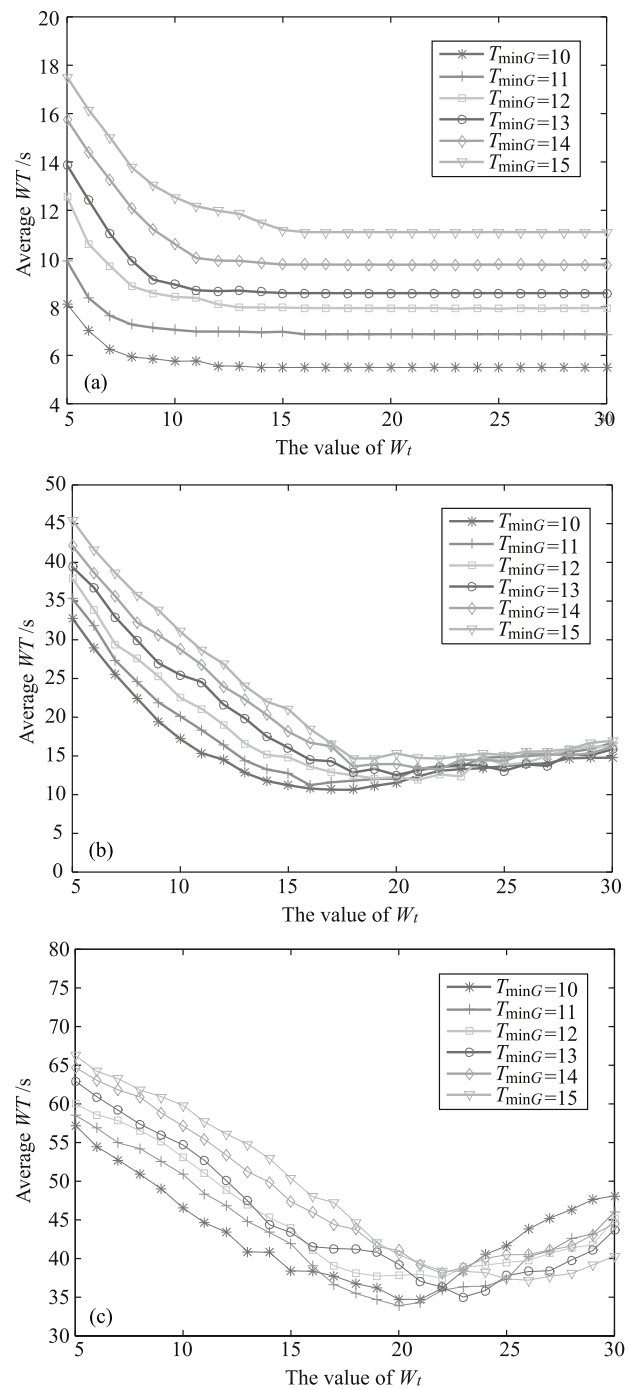 20
18
16
14
12
10
8
6
4
Average WT /s
T_minG=10
T_minG=11
T_minG=12
T_minG=13
T_minG=14
T_minG=15
(a)
5 10 15 20 25 30
The value of W_t
50
45
40
35
30
25
20
15
10
5
0
Average WT /s
T_minG=10
T_minG=11
T_minG=12
T_minG=13
T_minG=14
T_minG=15
(b)
5 10 15 20 25 30
The value of W_t
80
75
70
65
60
55
50
45
40
35
30
Average WT /s
T_minG=10
T_minG=11
T_minG=12
T_minG=13
T_minG=14
T_minG=15
(c)
5 10 15 20 25 30
The value of W_t